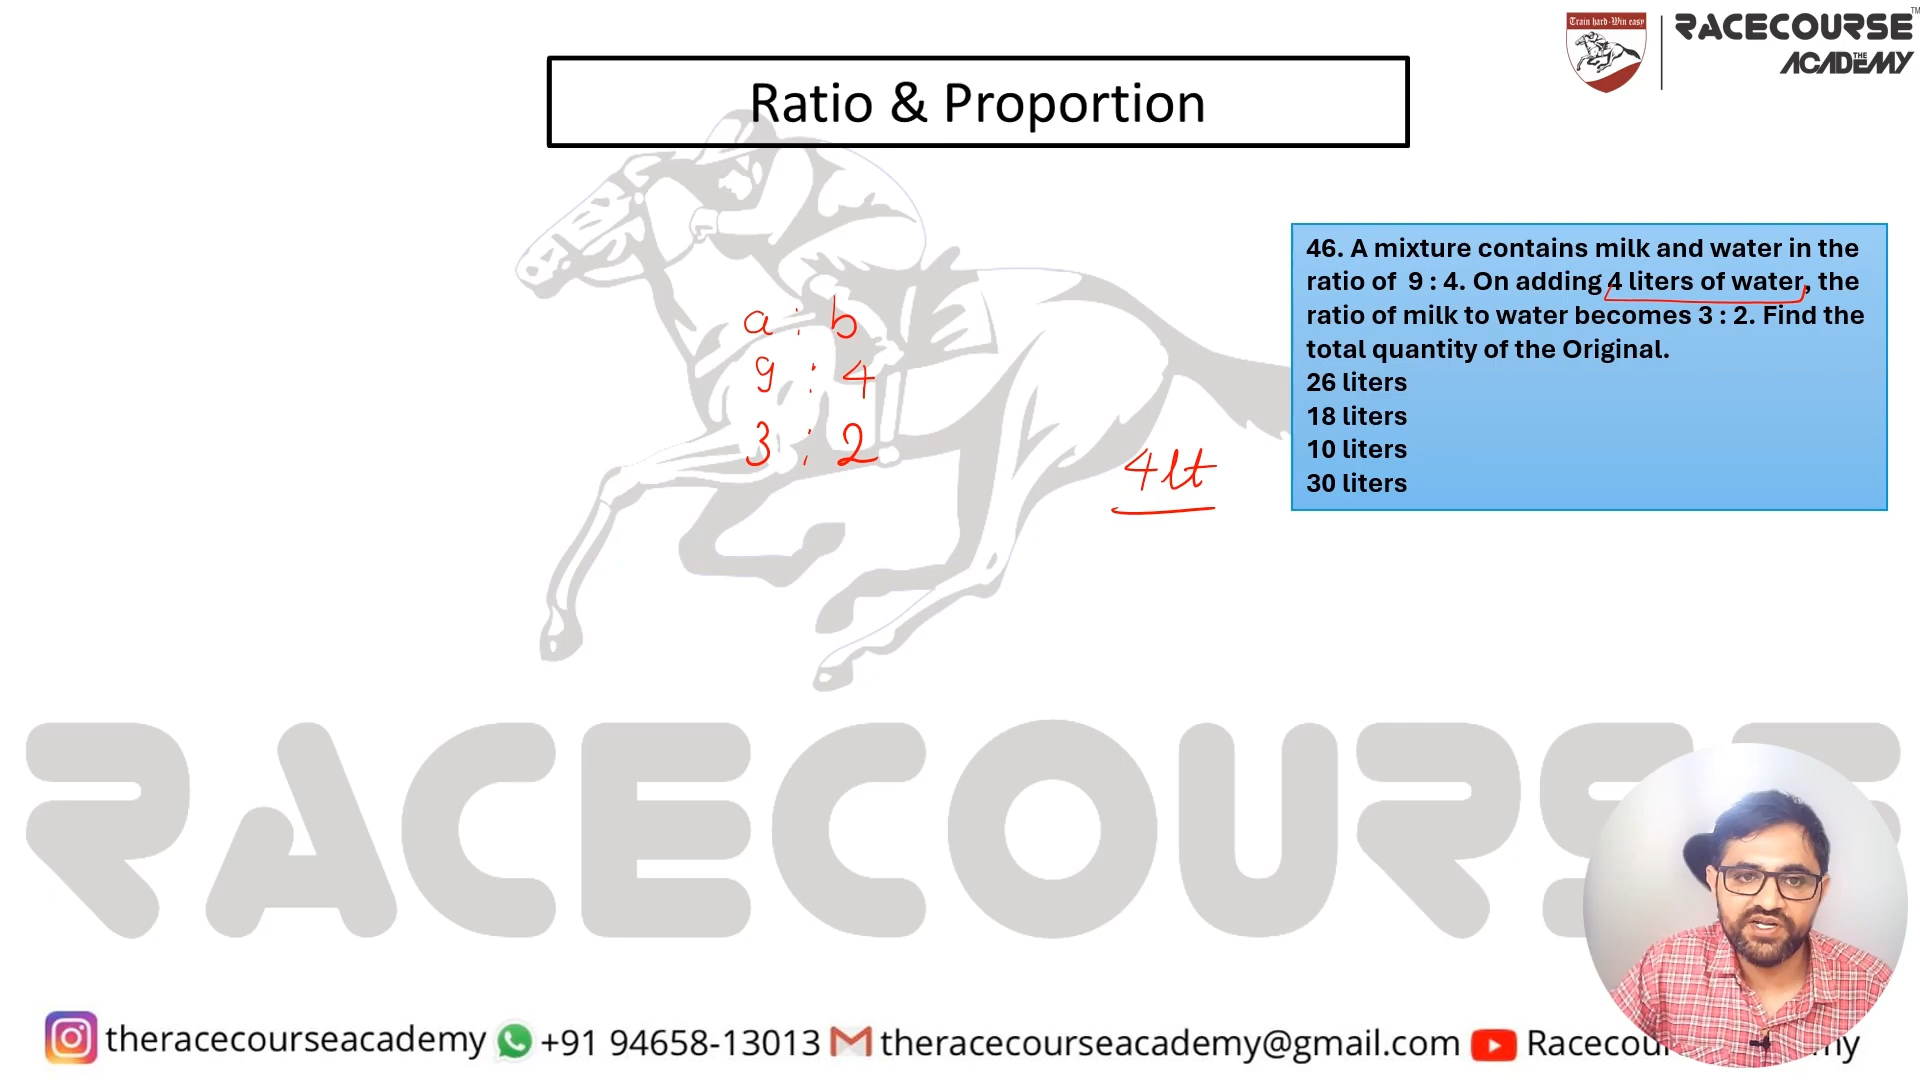 Train hard-Win easy
RACECOURSE TM
THE ACADEMY
Ratio & Proportion
46. A mixture contains milk and water in the
ratio of 9 : 4. On adding 4 liters of water, the
ratio of milk to water becomes 3 : 2. Find the
total quantity of the Original.
26 liters
18 liters
10 liters
30 liters
a : b
9 : 4
3 : 2
4lt
RACECOURSE
theracecourseacademy +91 94658-13013 theracecourseacademy@gmail.com